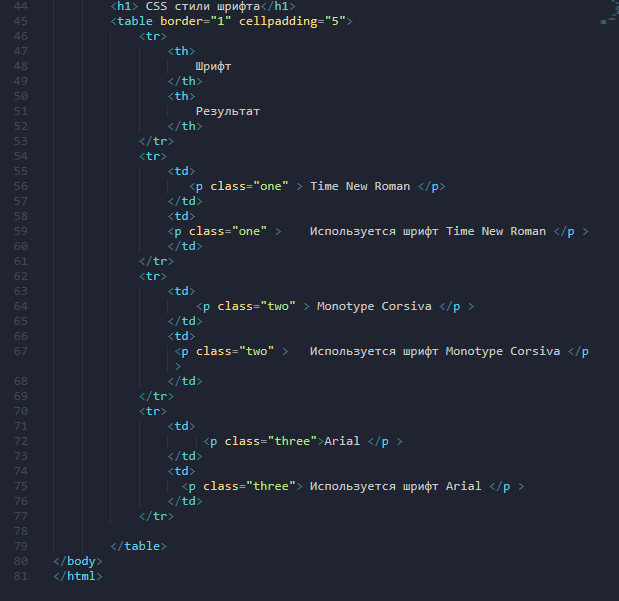 44 <h1> CSS стили шрифта</h1>
45 <table border="1" cellpadding="5">
46 <tr>
47 <th>
48 Шрифт
49 </th>
50 <th>
51 Результат
52 </th>
53 </tr>
54 <tr>
55 <td>
56 <p class="one" > Time New Roman </p>
57 </td>
58 <td>
59 <p class="one" > Используется шрифт Time New Roman </p >
60 </td>
61 </tr>
62 <tr>
63 <td>
64 <p class="two" > Monotype Corsiva </p >
65 </td>
66 <td>
67 <p class="two" > Используется шрифт Monotype Corsiva </p
>
68 </td>
69 </tr>
70 <tr>
71 <td>
72 <p class="three">Arial </p >
73 </td>
74 <td>
75 <p class="three"> Используется шрифт Arial </p >
76 </td>
77 </tr>
78
79 </table>
80 </body>
81 </html>